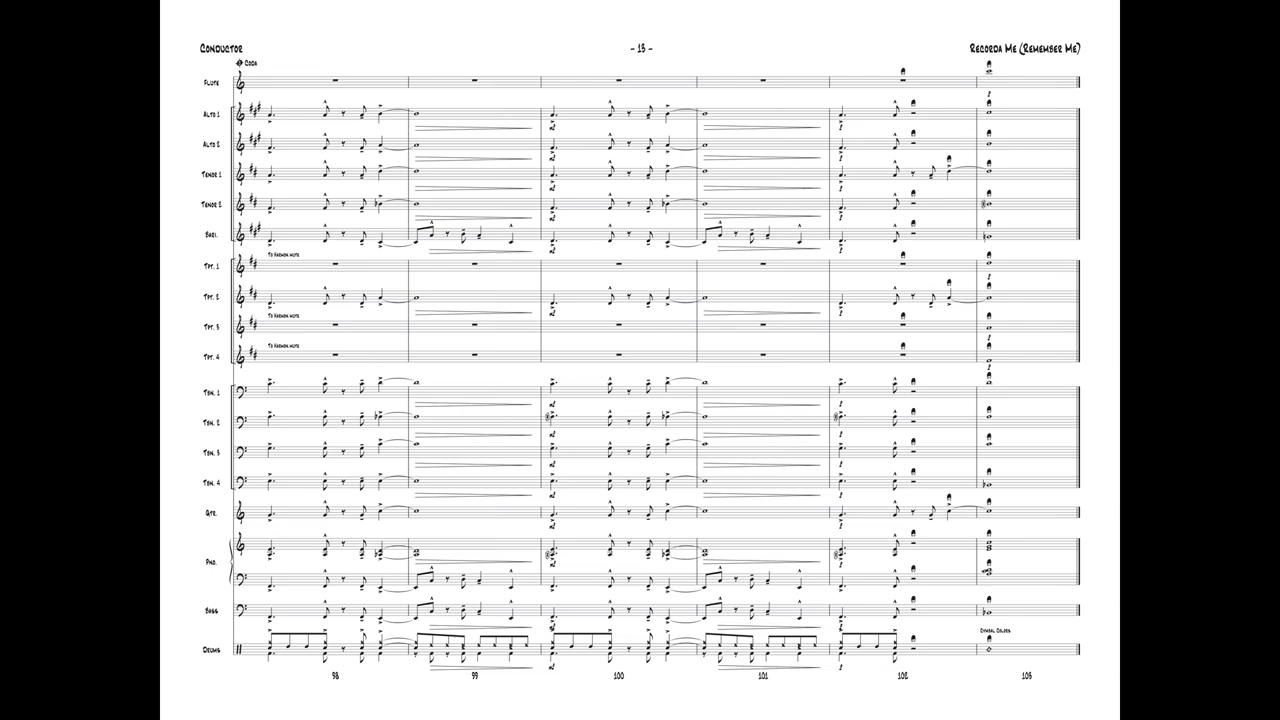 Conductor - 13 - Recorda Me (Remember Me)
Coda
Flute
Alto 1
Alto 2
Tenor 1
Tenor 2
Bari.
To Harmon mute
Tpt. 1
Tpt. 2
To Harmon mute
Tpt. 3
To Harmon mute
Tpt. 4
Tbn. 1
Tbn. 2
Tbn. 3
Tbn. 4
Gtr.
Pno.
Bass
Cymbal Colors
Drums
98 99 100 101 102 103